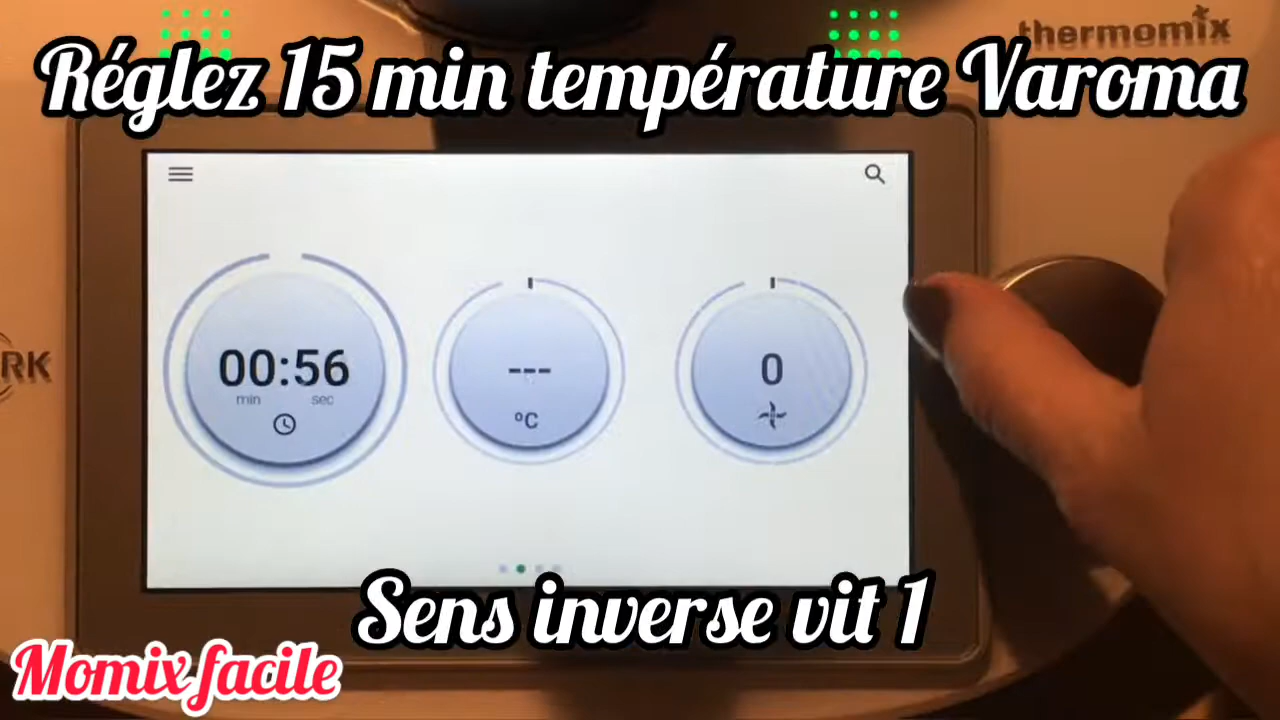 thermomix
Réglez 15 min température Varoma
RK
00:56
min sec
---
°C
0
Sens inverse vit 1
Momix facile